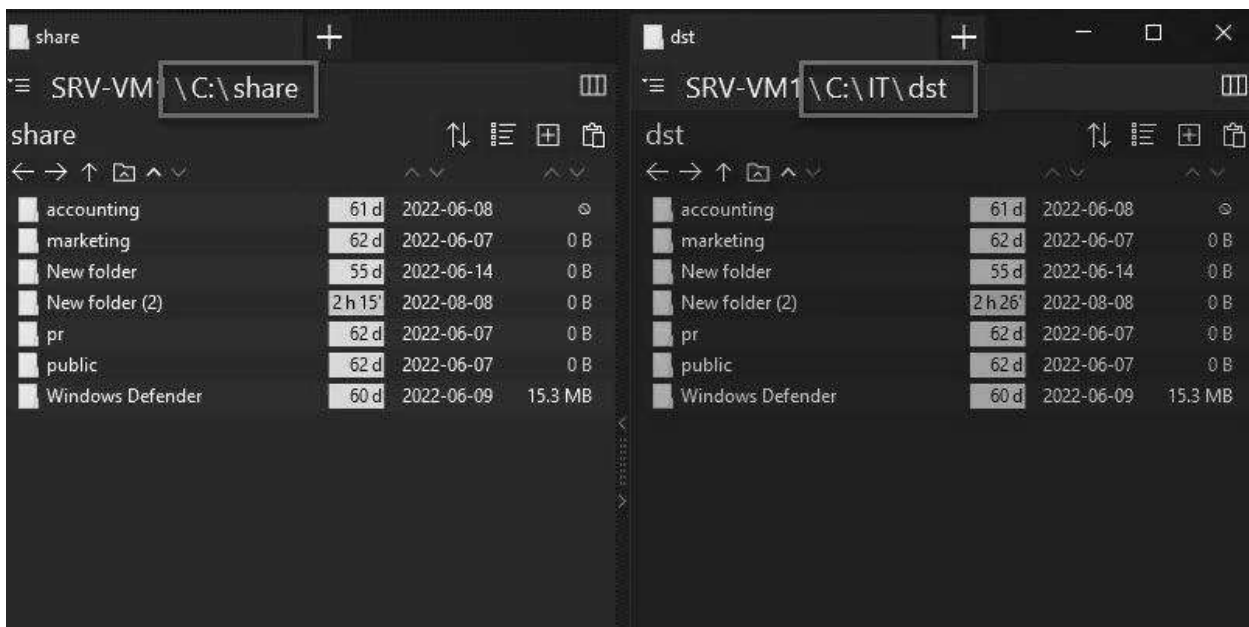 share
SRV-VM1 \C:\share
share
accounting 61 d 2022-06-08
marketing 62 d 2022-06-07 0 B
New folder 55 d 2022-06-14 0 B
New folder (2) 2 h 15' 2022-08-08 0 B
pr 62 d 2022-06-07 0 B
public 62 d 2022-06-07 0 B
Windows Defender 60 d 2022-06-09 15.3 MB
dst
SRV-VM1 \C:\IT\dst
dst
accounting 61 d 2022-06-08
marketing 62 d 2022-06-07 0 B
New folder 55 d 2022-06-14 0 B
New folder (2) 2 h 26' 2022-08-08 0 B
pr 62 d 2022-06-07 0 B
public 62 d 2022-06-07 0 B
Windows Defender 60 d 2022-06-09 15.3 MB